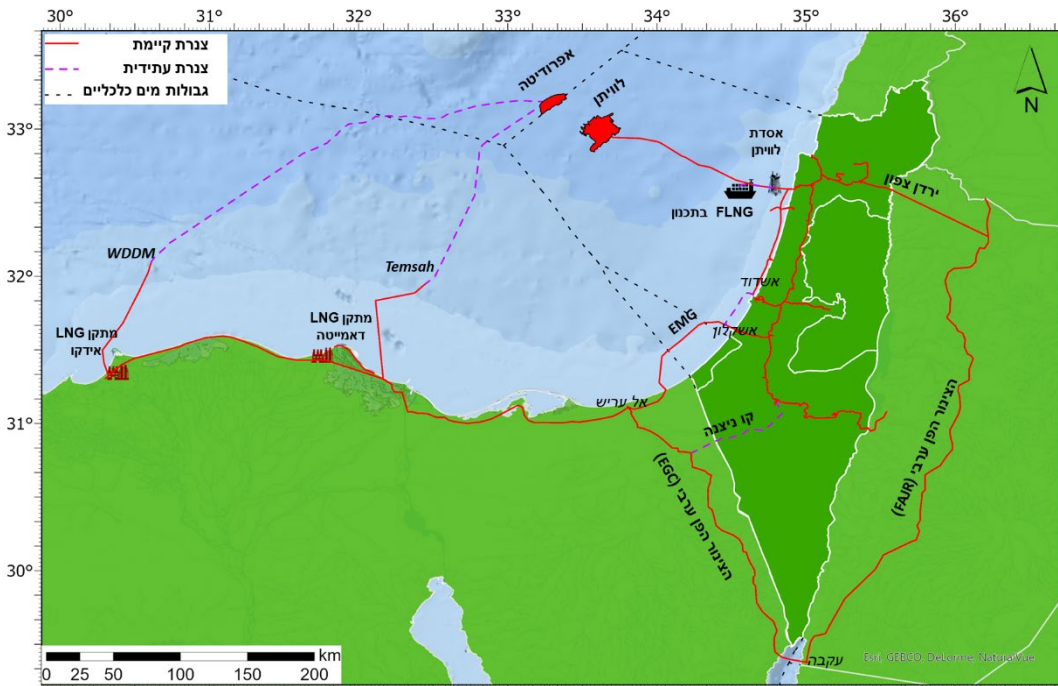 30° 31° 32° 33° 34° 35° 36°
צנרת קיימת
צנרת עתידית
גבולות מים כלכליים
N
אפרודיטה
לוויתן
33°
אסדת
לוויתן
ירדן צפון
FLNG בתכנון
WDDM
Temsah
32°
אשדוד
מתקן LNG
דאמייטה
EMG
אשקלון
מתקן LNG
אידקו
אל עריש
31°
קו ניצנה
הצינור הפן ערבי (EGC)
הצינור הפן ערבי (FAJR)
30°
עקבה
Esri, GEBCO, DeLorme, NaturalVue
km
0 25 50 100 150 200